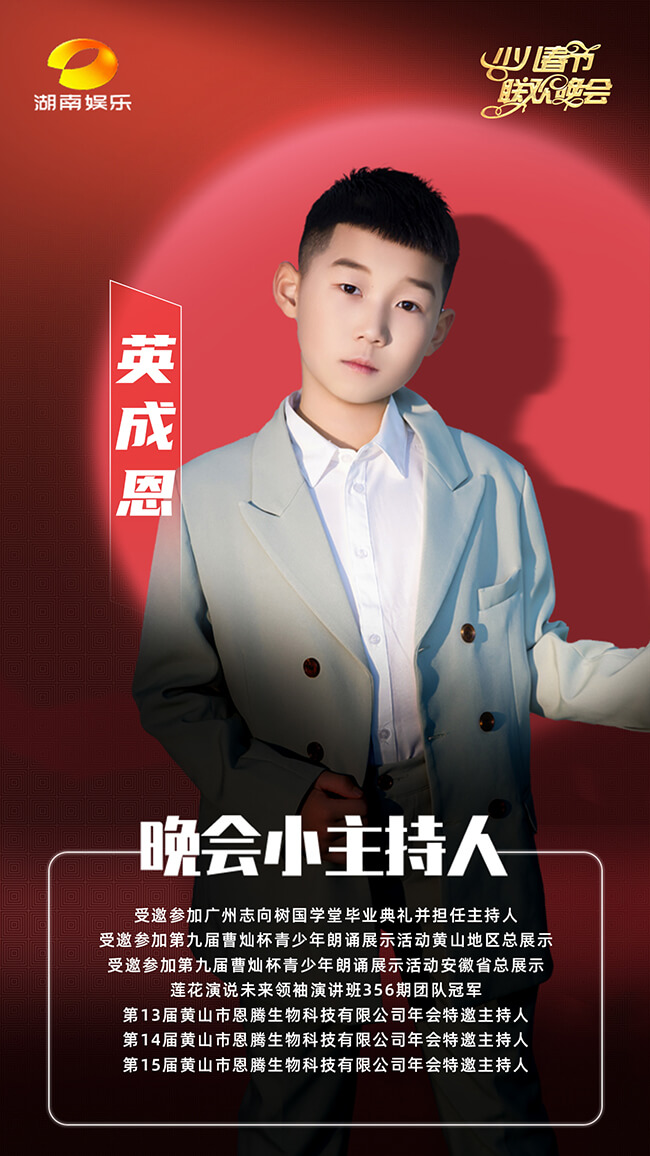 湖南娱乐
少儿春节
联欢晚会
英成恩
晚会小主持人
受邀参加广州志向树国学堂毕业典礼并担任主持人
受邀参加第九届曹灿杯青少年朗诵展示活动黄山地区总展示
受邀参加第九届曹灿杯青少年朗诵展示活动安徽省总展示
莲花演说未来领袖演讲班356期团队冠军
第13届黄山市恩腾生物科技有限公司年会特邀主持人
第14届黄山市恩腾生物科技有限公司年会特邀主持人
第15届黄山市恩腾生物科技有限公司年会特邀主持人